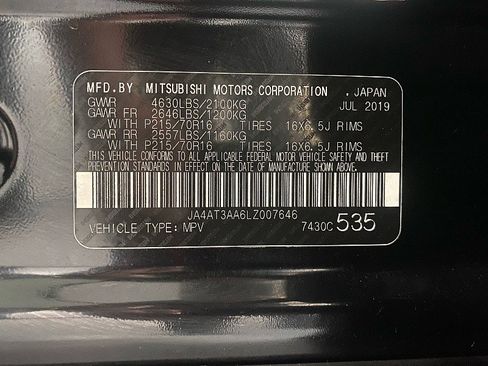 MFD.BY MITSUBISHI MOTORS CORPORATION . JAPAN
GVWR 4630LBS/2100KG JUL 2019
GAWR FR 2646LBS/1200KG
WITH P215/70R16 TIRES 16X6.5J RIMS
GAWR RR 2557LBS/1160KG
WITH P215/70R16 TIRES 16X6.5J RIMS
THIS VEHICLE CONFORMS TO ALL APPLICABLE FEDERAL MOTOR VEHICLE SAFETY AND THEFT
PREVENTION STANDARDS IN EFFECT ON THE DATE OF MANUFACTURE SHOWN ABOVE.
JA4AT3AA6LZ007646
VEHICLE TYPE: MPV 7430C 535